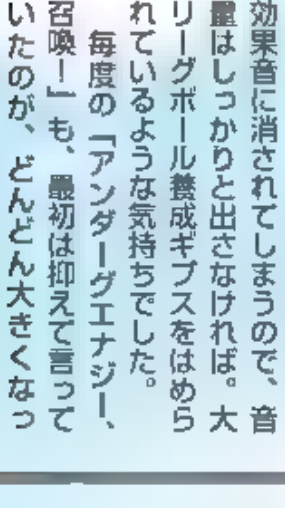 効果音に消されてしまうので、音
量はしっかりと出さなければ。大
リーグボール養成ギプスをはめら
れているような気持ちでした。
毎度の「アンダーグエナジー、
召喚！」も、最初は抑えて言って
いたのが、どんどん大きくなっ